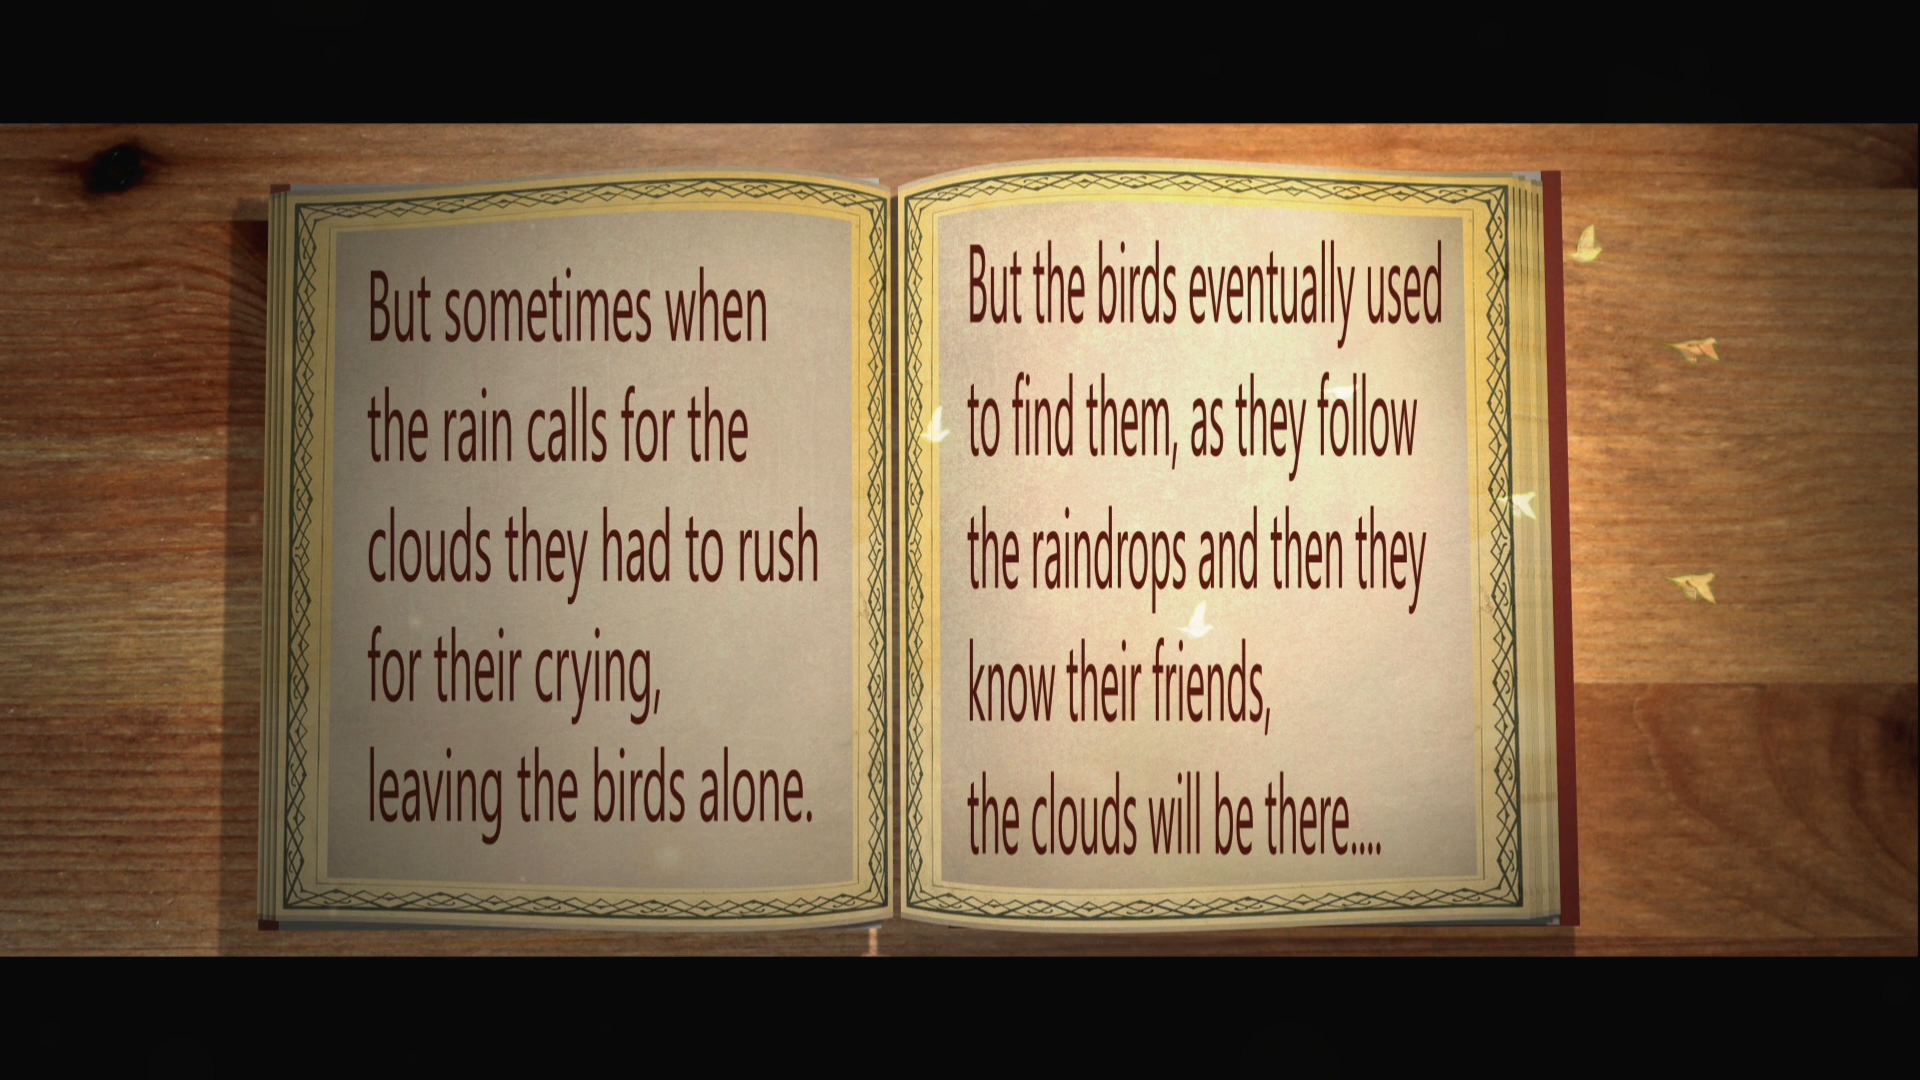 But sometimes when
the rain calls for the
clouds they had to rush
for their crying,
leaving the birds alone.
But the birds eventually used
to find them, as they follow
the raindrops and then they
know their friends,
the clouds will be there....